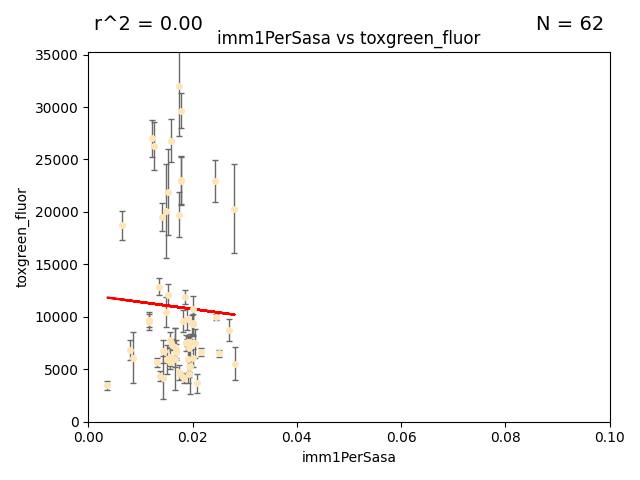 r^2 = 0.00
N = 62
imm1PerSasa vs toxgreen_fluor
35000
30000
25000
20000
15000
10000
5000
0
toxgreen_fluor
0.00
0.02
0.04
0.06
0.08
0.10
imm1PerSasa